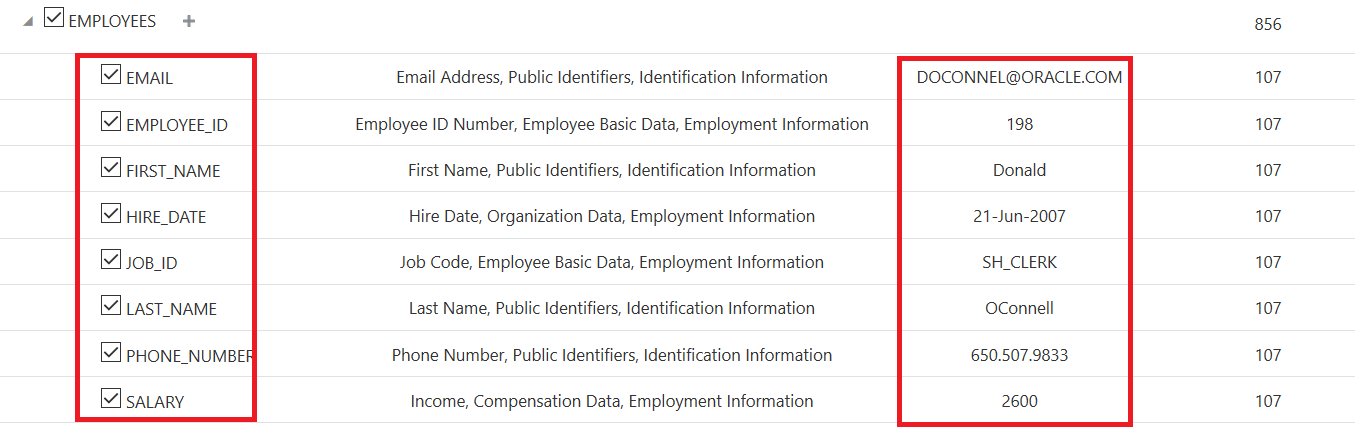 EMPLOYEES + 856
EMAIL Email Address, Public Identifiers, Identification Information DOCONNEL@ORACLE.COM 107
EMPLOYEE_ID Employee ID Number, Employee Basic Data, Employment Information 198 107
FIRST_NAME First Name, Public Identifiers, Identification Information Donald 107
HIRE_DATE Hire Date, Organization Data, Employment Information 21-Jun-2007 107
JOB_ID Job Code, Employee Basic Data, Employment Information SH_CLERK 107
LAST_NAME Last Name, Public Identifiers, Identification Information OConnell 107
PHONE_NUMBER Phone Number, Public Identifiers, Identification Information 650.507.9833 107
SALARY Income, Compensation Data, Employment Information 2600 107